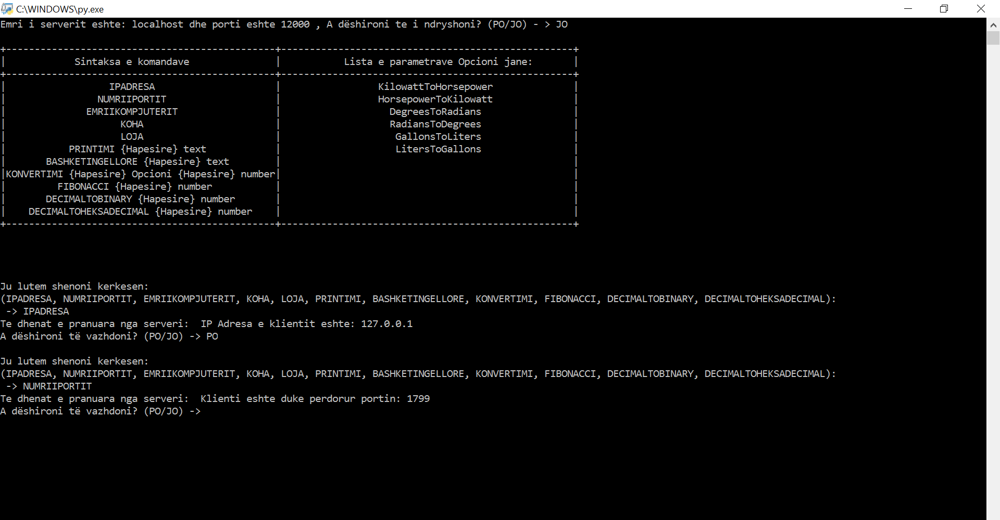 C:\WINDOWS\py.exe
Emri i serverit eshte: localhost dhe porti eshte 12000 , A dëshironi te i ndryshoni? (PO/JO) - > JO
+-----------------------------------------------+---------------------------------------------------+
| Sintaksa e komandave | Lista e parametrave Opcioni jane: |
+-----------------------------------------------+---------------------------------------------------+
| IPADRESA | KilowattToHorsepower |
| NUMRIIPORTIT | HorsepowerToKilowatt |
| EMRIIKOMPJUTERIT | DegreesToRadians |
| KOHA | RadiansToDegrees |
| LOJA | GallonsToLiters |
| PRINTIMI {Hapesire} text | LitersToGallons |
| BASHKETINGELLORE {Hapesire} text | |
|KONVERTIMI {Hapesire} Opcioni {Hapesire} number| |
| FIBONACCI {Hapesire} number | |
| DECIMALTOBINARY {Hapesire} number | |
| DECIMALTOHEKSADECIMAL {Hapesire} number | |
+-----------------------------------------------+---------------------------------------------------+
Ju lutem shenoni kerkesen:
(IPADRESA, NUMRIIPORTIT, EMRIIKOMPJUTERIT, KOHA, LOJA, PRINTIMI, BASHKETINGELLORE, KONVERTIMI, FIBONACCI, DECIMALTOBINARY, DECIMALTOHEKSADECIMAL):
-> IPADRESA
Te dhenat e pranuara nga serveri:  IP Adresa e klientit eshte: 127.0.0.1
A dëshironi të vazhdoni? (PO/JO) -> PO
Ju lutem shenoni kerkesen:
(IPADRESA, NUMRIIPORTIT, EMRIIKOMPJUTERIT, KOHA, LOJA, PRINTIMI, BASHKETINGELLORE, KONVERTIMI, FIBONACCI, DECIMALTOBINARY, DECIMALTOHEKSADECIMAL):
-> NUMRIIPORTIT
Te dhenat e pranuara nga serveri:  Klienti eshte duke perdorur portin: 1799
A dëshironi të vazhdoni? (PO/JO) ->